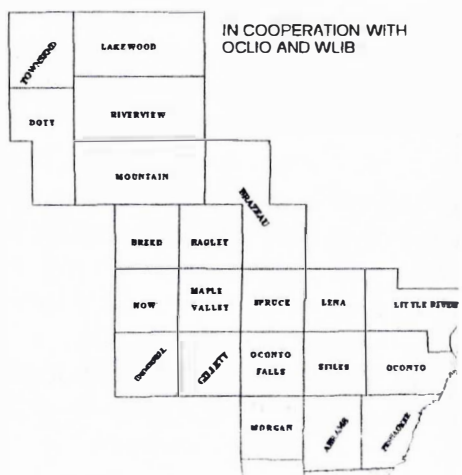 IN COOPERATION WITH
OCLIO AND WLIB
TOWNSEND
LAKEWOOD
DOTY
RIVERVIEW
MOUNTAIN
BRAZEAU
BREED
BAGLEY
HOW
MAPLE
VALLEY
SPRUCE
LENA
LITTLE RIVER
GILLETT
OCONTO
FALLS
STILES
OCONTO
MORGAN
ABRAMS
PENSAUKEE